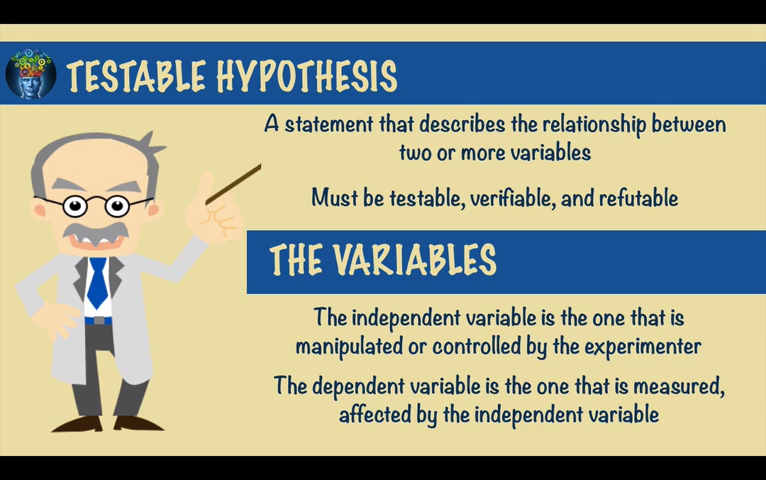 TESTABLE HYPOTHESIS
A statement that describes the relationship between
two or more variables
Must be testable, verifiable, and refutable
THE VARIABLES
The independent variable is the one that is
manipulated or controlled by the experimenter
The dependent variable is the one that is measured,
affected by the independent variable